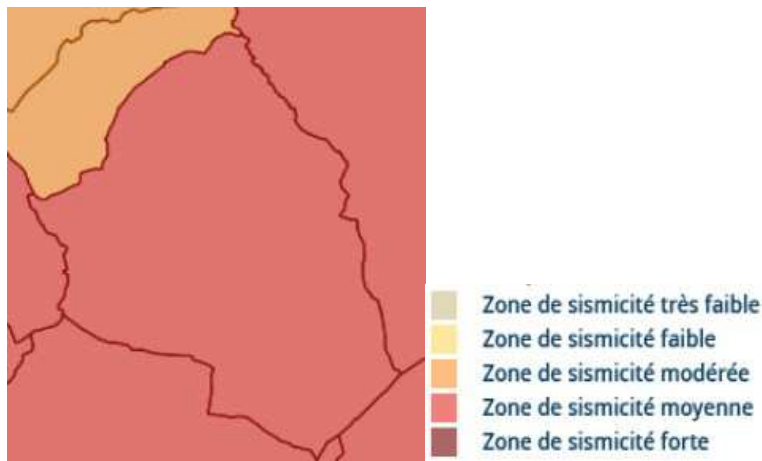 Zone de sismicité très faible
Zone de sismicité faible
Zone de sismicité modérée
Zone de sismicité moyenne
Zone de sismicité forte